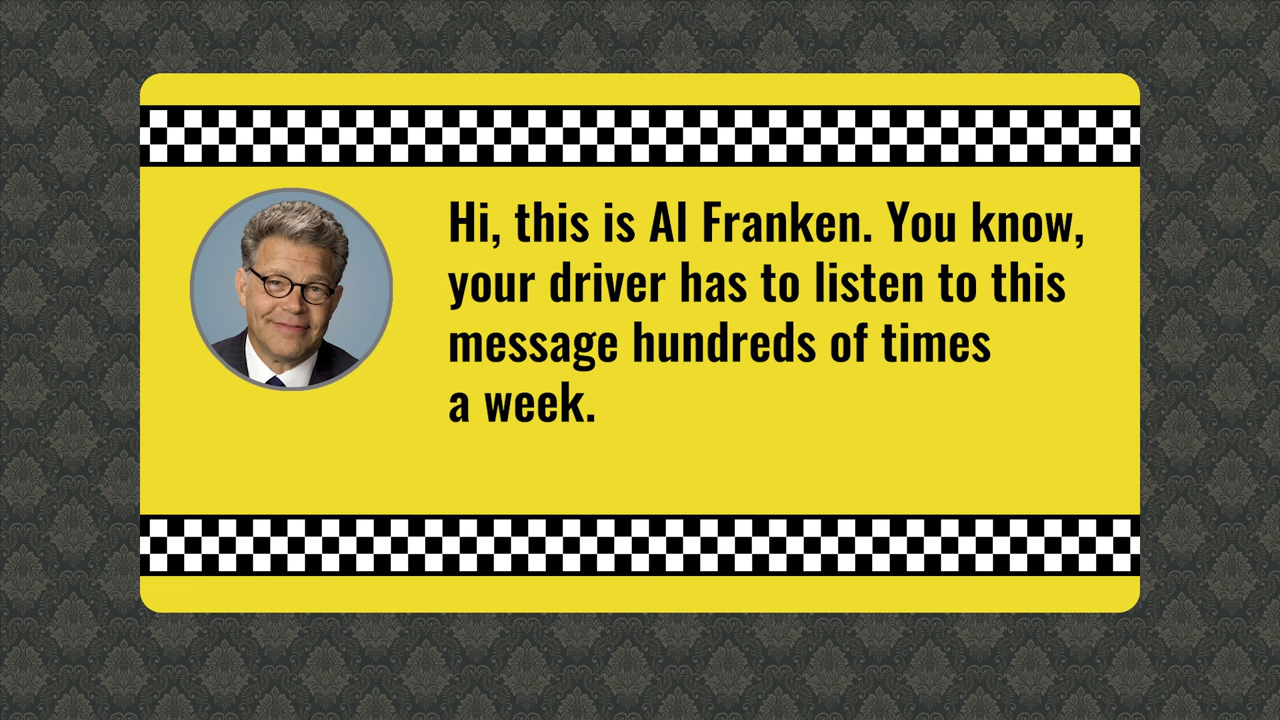 Hi, this is Al Franken. You know,
your driver has to listen to this
message hundreds of times
a week.